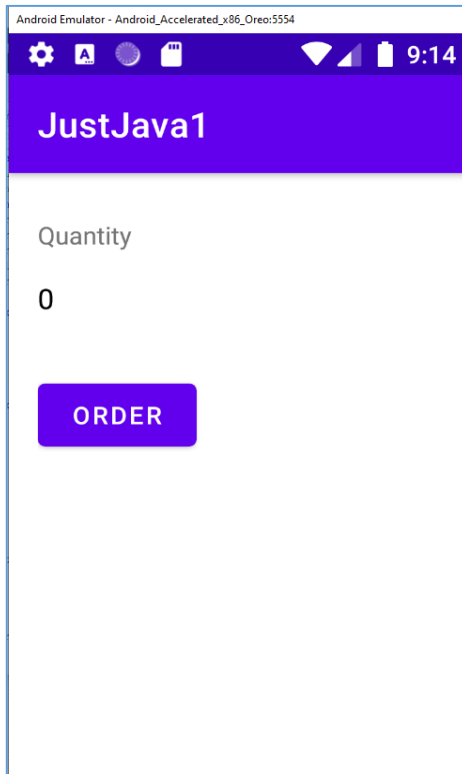 Android Emulator - Android_Accelerated_x86_Oreo:5554
A 9:14
JustJava1
Quantity
0
ORDER